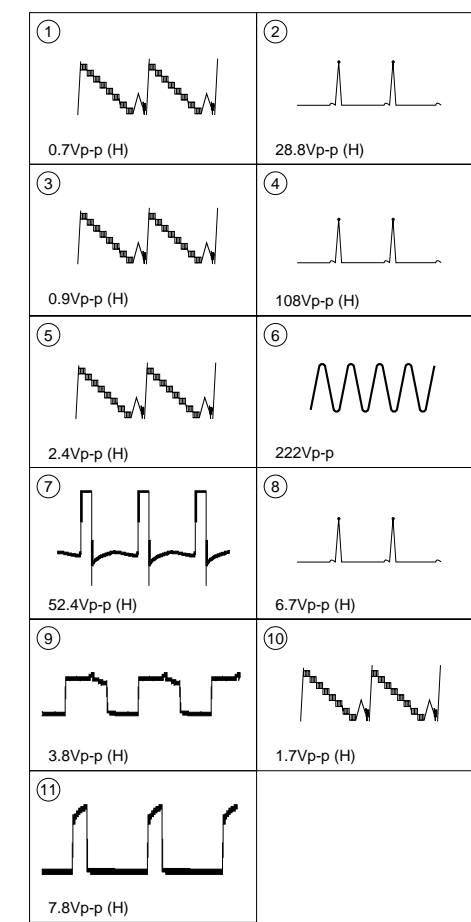 ① ②
0.7Vp-p (H) 28.8Vp-p (H)
③ ④
0.9Vp-p (H) 108Vp-p (H)
⑤ ⑥
2.4Vp-p (H) 222Vp-p
⑦ ⑧
52.4Vp-p (H) 6.7Vp-p (H)
⑨ ⑩
3.8Vp-p (H) 1.7Vp-p (H)
⑪
7.8Vp-p (H)